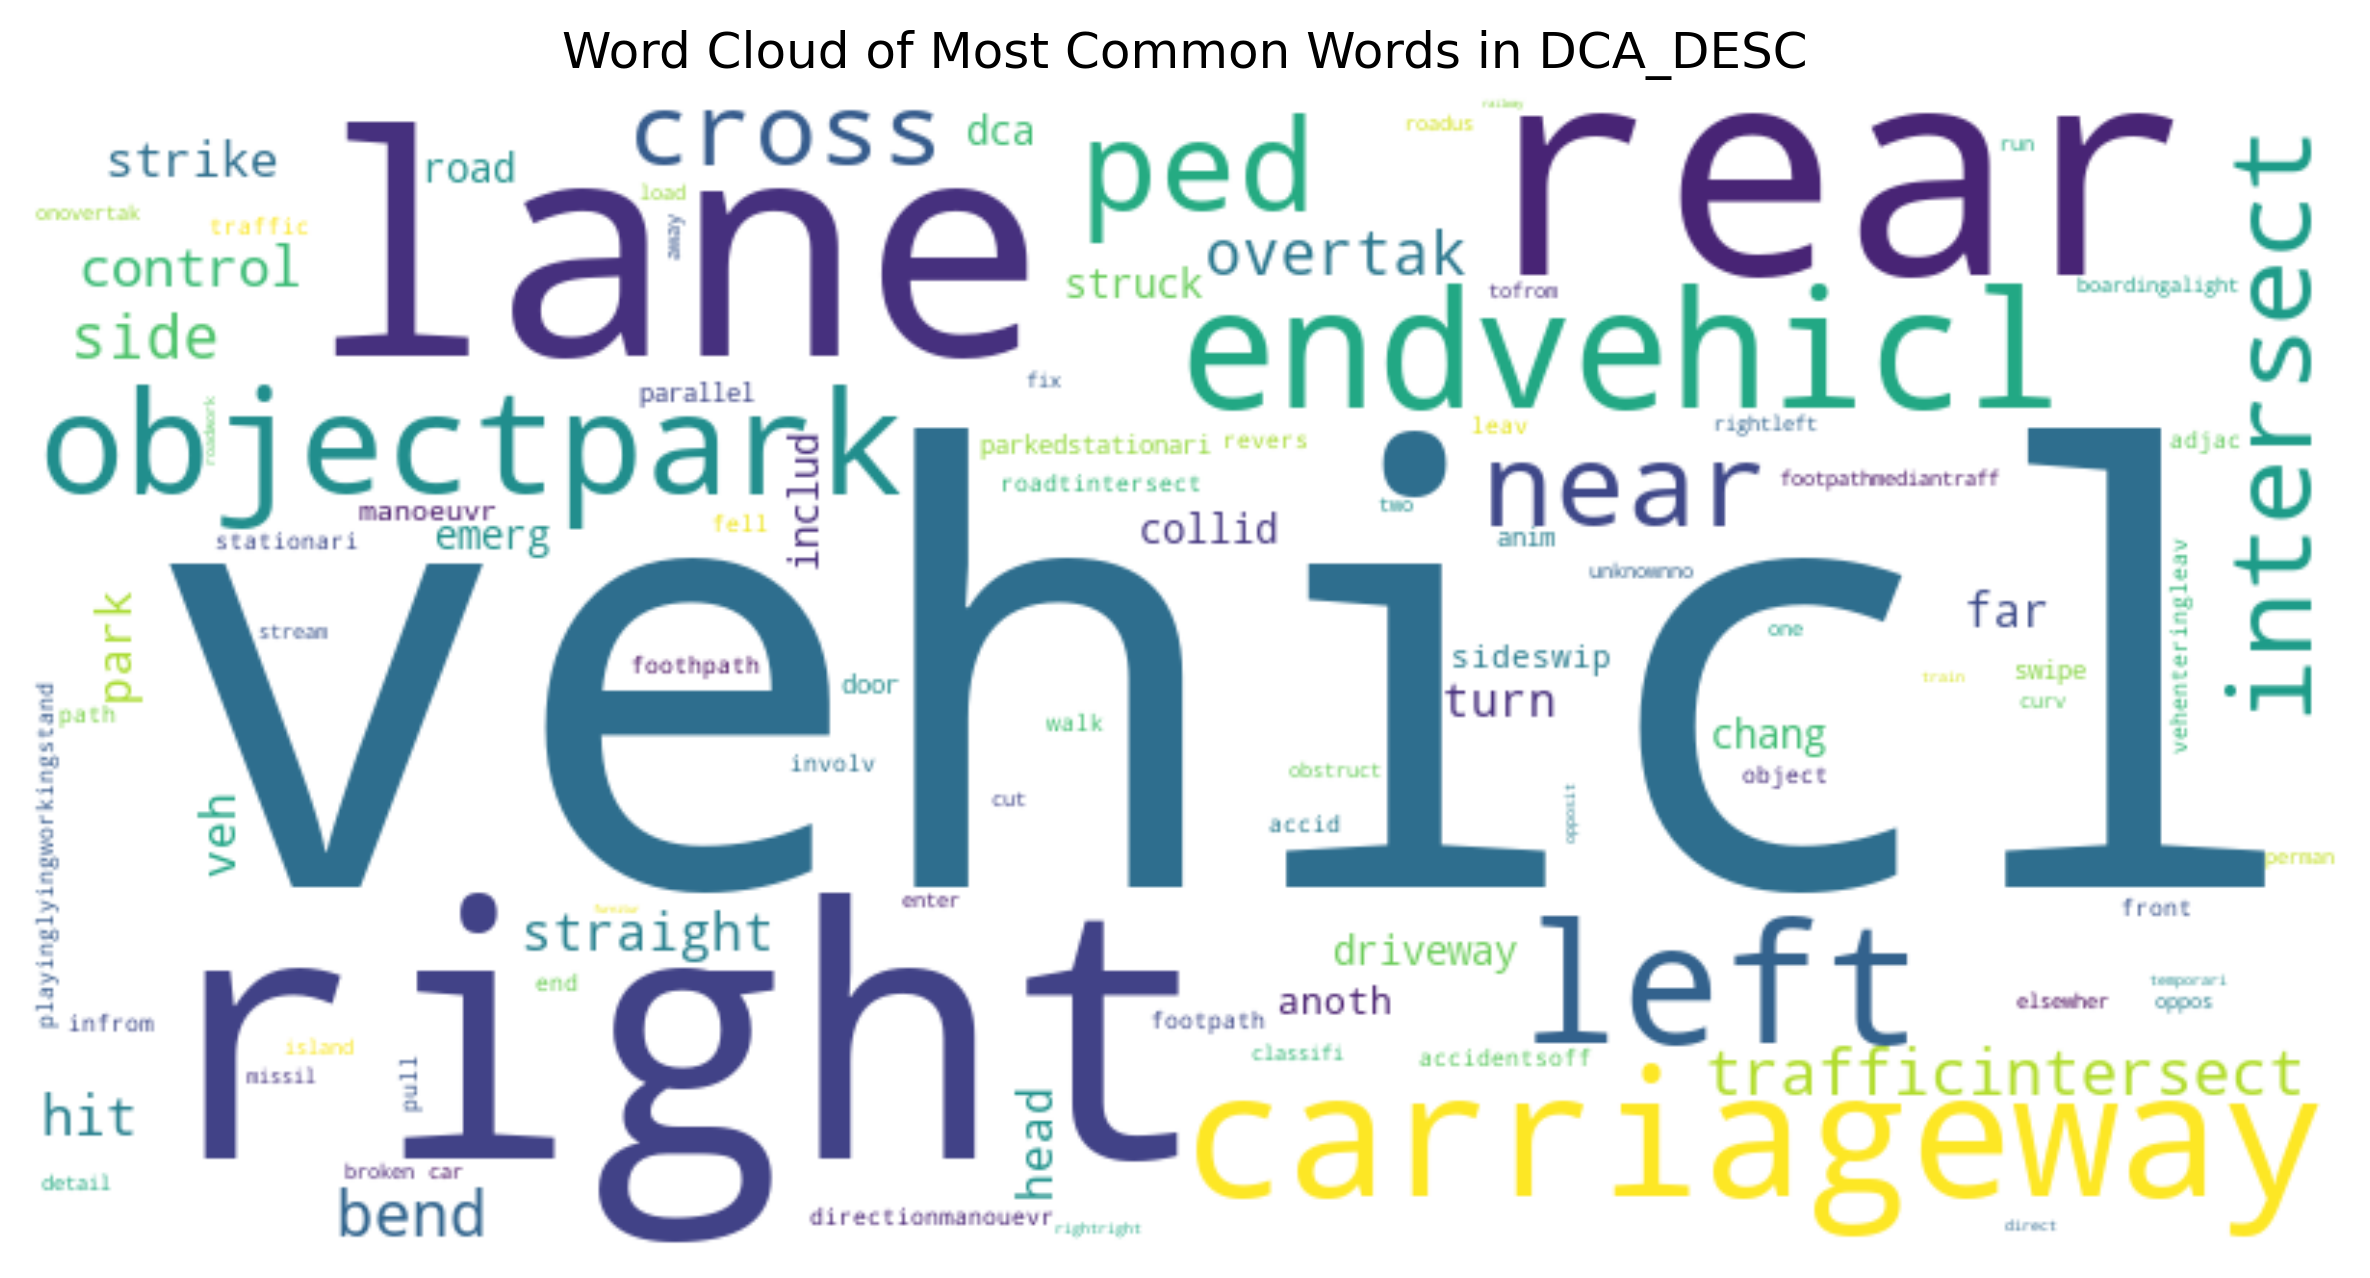 Word Cloud of Most Common Words in DCA_DESC
railway
strike
road
lane
cross
dca
ped
rear
roadus
run
intersect
load
away
onovertak
traffic
control
overtak
struck
tofrom
boardingalight
side
endvehicl
fix
parallel
objectpark
roadwork
includ
parkedstationari
revers
leav
rightleft
adjac
near
roadtintersect
footpathmediantraff
two
manoeuvr
emerg
fell
stationari
collid
anim
unknownno
vehicl
far
park
stream
one
vehenteringleav
foothpath
door
sideswip
turn
train
swipe
curv
path
playinglyingworkingstand
walk
chang
involv
obstruct
object
cut
opposit
veh
accid
perman
enter
front
straight
right
left
driveway
end
temporari
anoth
elsewher
oppos
infrom
footpath
island
classifi
accidentsoff
trafficintersect
missil
pull
hit
head
carriageway
broken car
detail
bend
directionmanouevr
rightright
direct